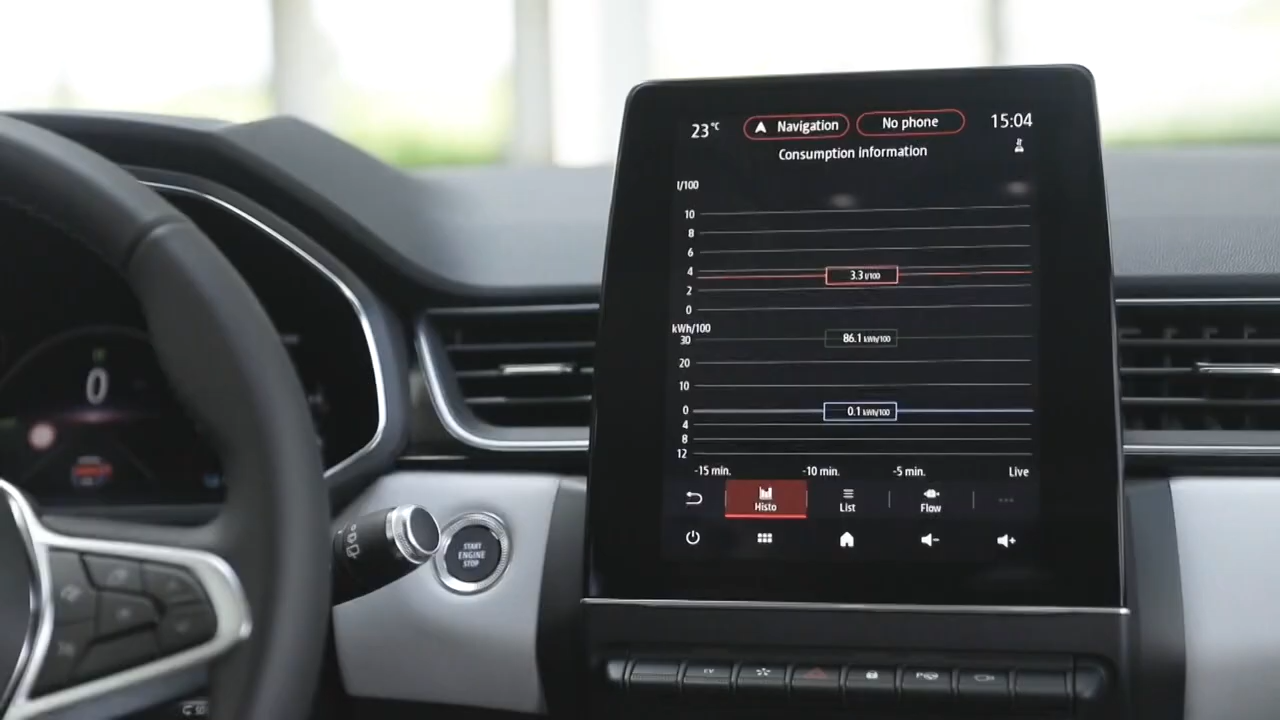 23°C
Navigation
No phone
15:04
Consumption information
l/100
10
8
6
4
3.3 l/100
2
0
kWh/100
30
86.1 kWh/100
20
10
0
0.1 kWh/100
4
8
12
-15 min.
-10 min.
-5 min.
Live
Histo
List
Flow
0
START
ENGINE
STOP